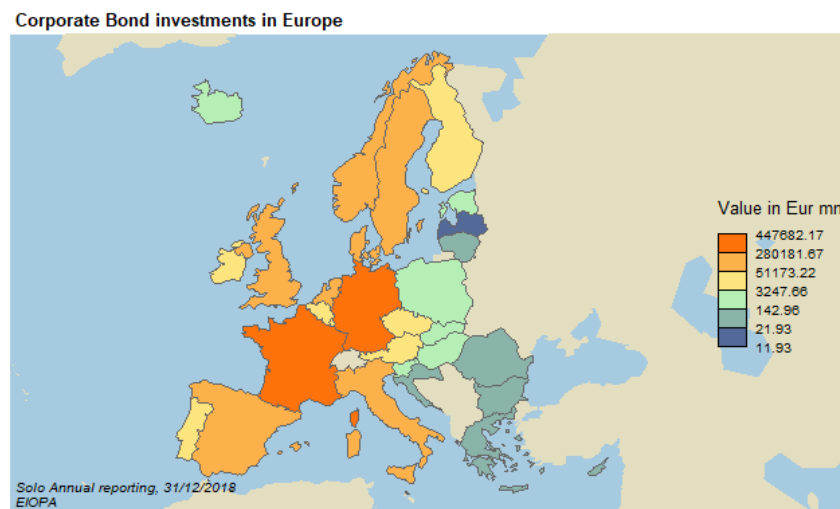 Corporate Bond investments in Europe
Value in Eur mn
447682.17
280181.67
51173.22
3247.66
142.96
21.93
11.93
Solo Annual reporting, 31/12/2018
EIOPA